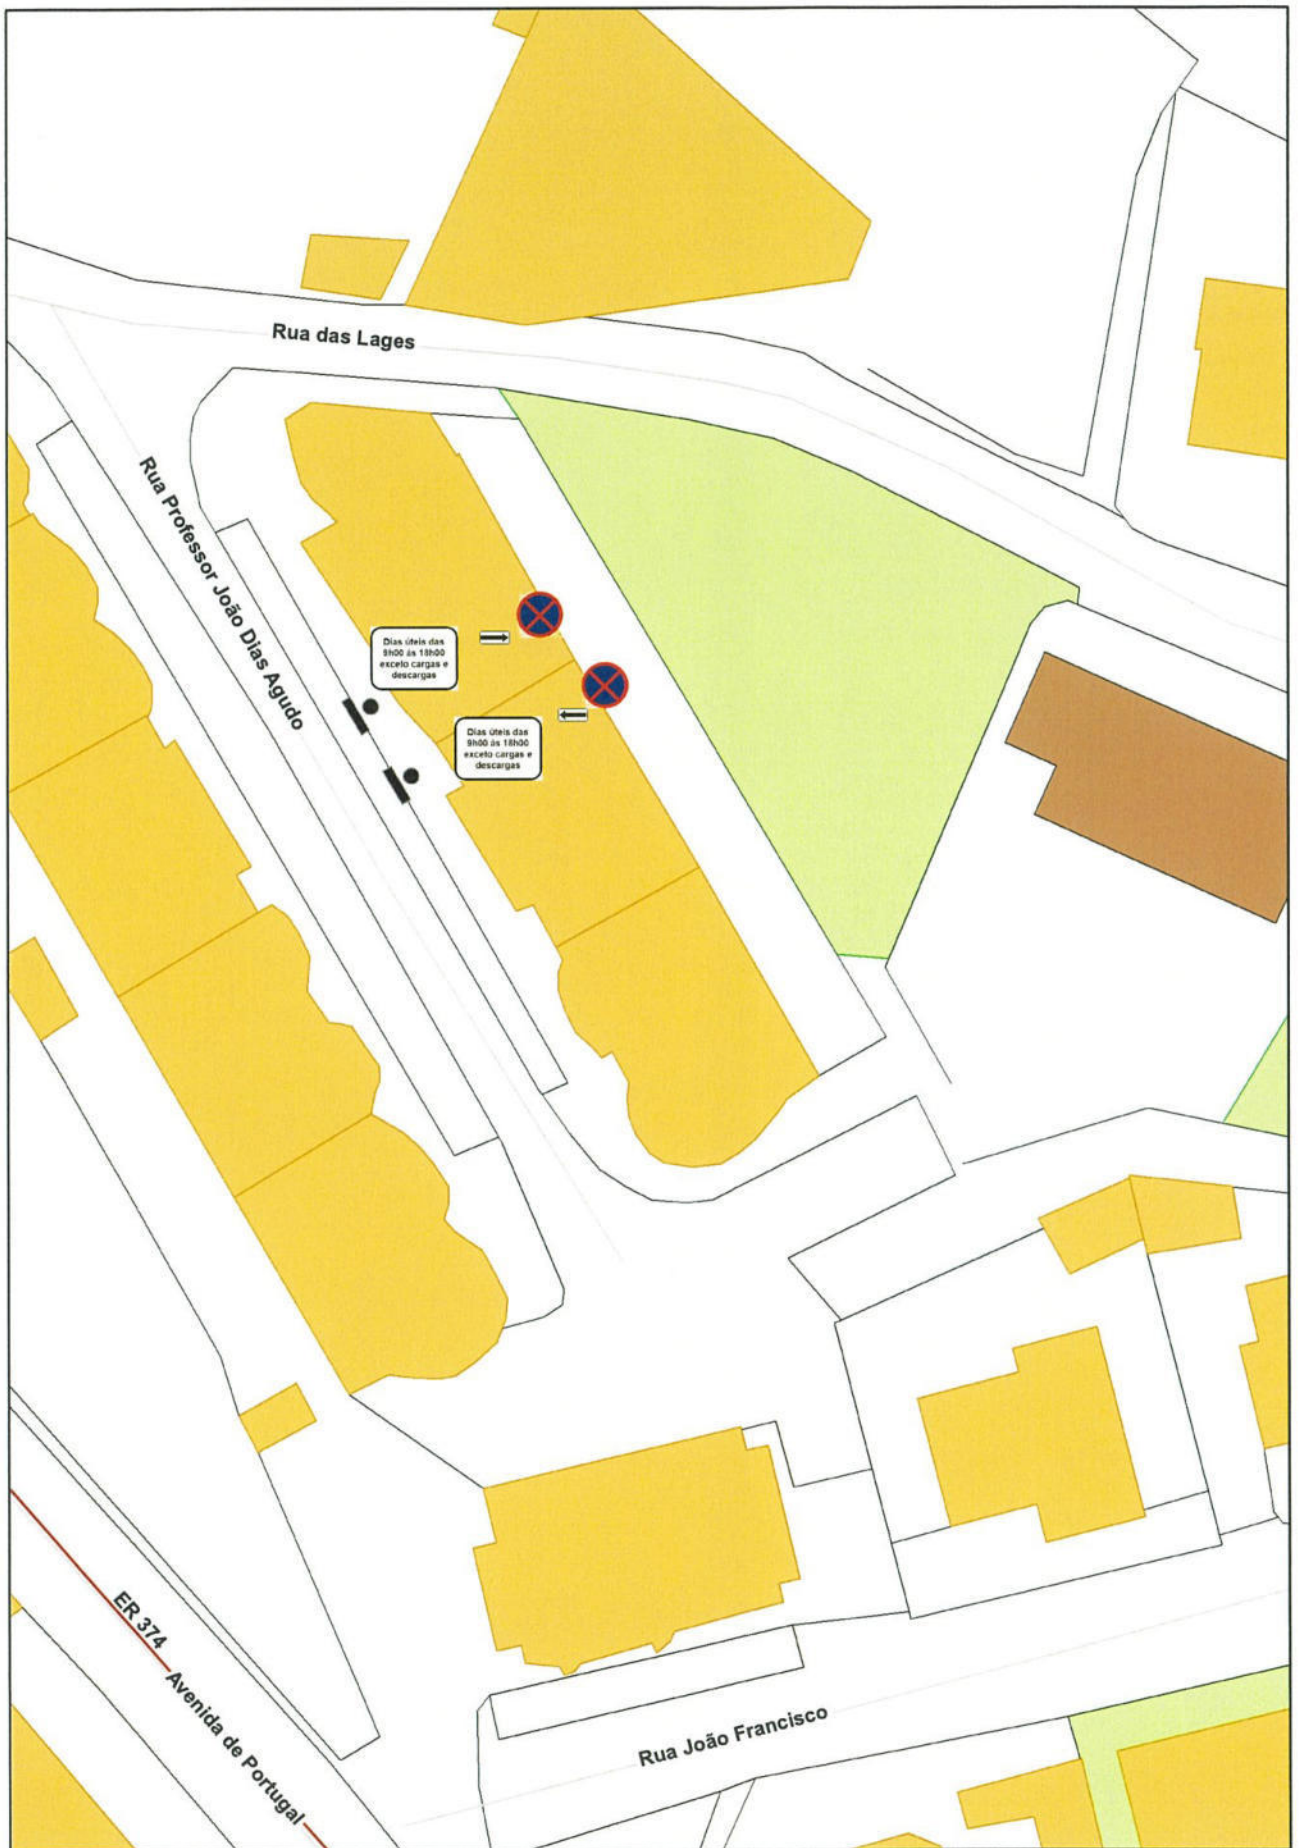 Rua das Lages
Rua Professor João Dias Agudo
Dias úteis das
9h00 às 18h00
exceto cargas e
descargas
Dias úteis das
9h00 às 18h00
exceto cargas e
descargas
ER 374
Avenida de Portugal
Rua João Francisco